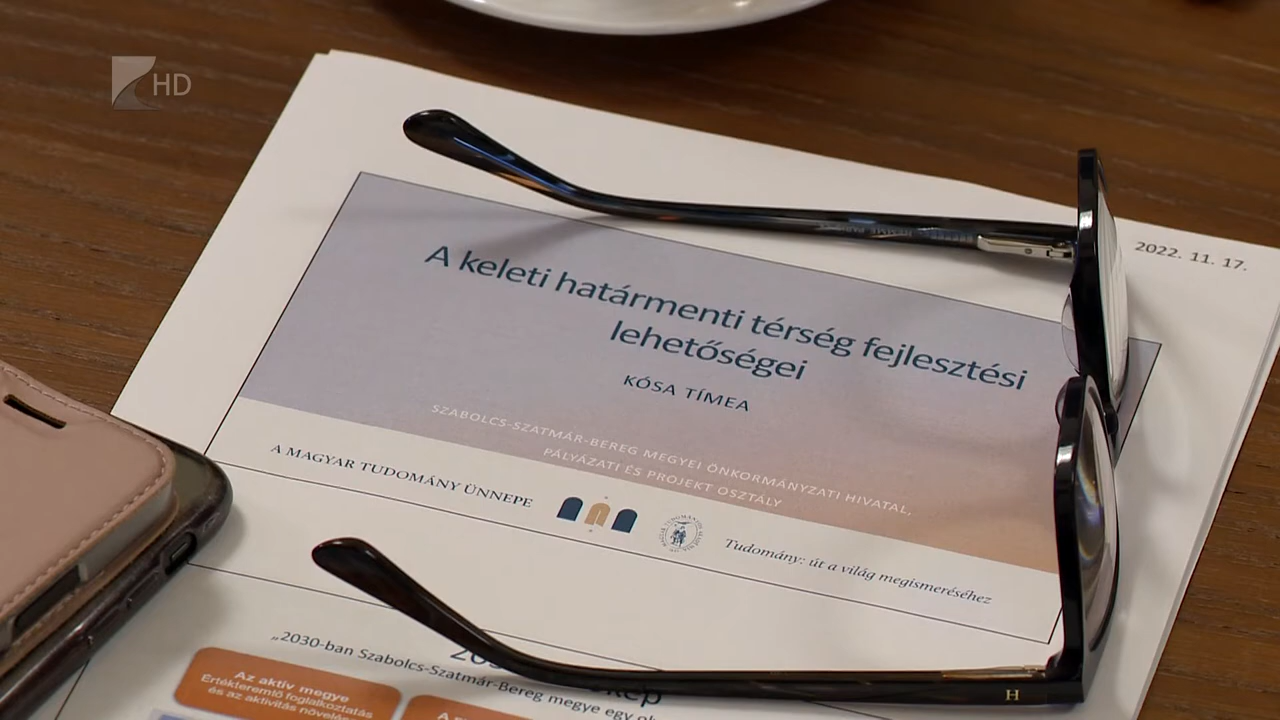 HD
2022. 11. 17.
A keleti határmenti térség fejlesztési
lehetőségei
KÓSA TÍMEA
SZABOLCS-SZATMÁR-BEREG MEGYEI ÖNKORMÁNYZATI HIVATAL,
PÁLYÁZATI ÉS PROJEKT OSZTÁLY
A MAGYAR TUDOMÁNY ÜNNEPE
Tudomány: út a világ megismeréséhez
„2030-ban Szabolcs-Szatmár-Bereg megye egy
Az aktív megye
Értékteremtő foglalkoztatás
és az aktivitás
H